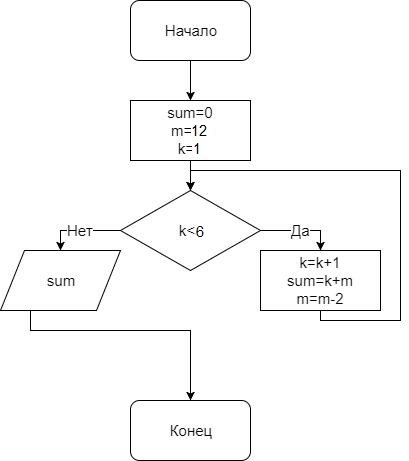 Начало
sum=0
m=12
k=1
k<6
Нет
Да
sum
k=k+1
sum=k+m
m=m-2
Конец